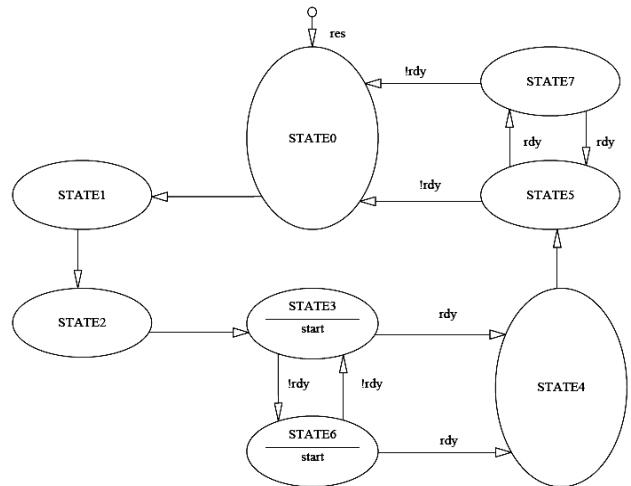 res
!rdy
STATE7
STATE0
rdy
rdy
STATE1
!rdy
STATE5
STATE2
STATE3
start
rdy
!rdy
!rdy
STATE4
STATE6
start
rdy